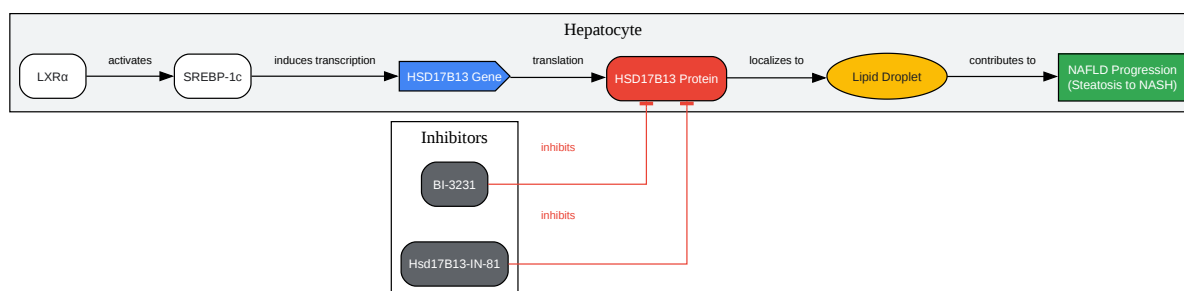 Hepatocyte
LXRα
activates
SREBP-1c
induces transcription
HSD17B13 Gene
translation
HSD17B13 Protein
localizes to
Lipid Droplet
contributes to
NAFLD Progression
(Steatosis to NASH)
Inhibitors
BI-3231
inhibits
inhibits
Hsd17B13-IN-81